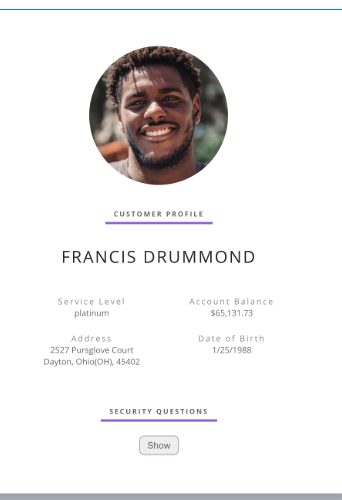 CUSTOMER PROFILE
FRANCIS DRUMMOND
Service Level
platinum
Account Balance
$65,131.73
Address
2527 Pursglove Court
Dayton, Ohio(OH), 45402
Date of Birth
1/25/1988
SECURITY QUESTIONS
Show